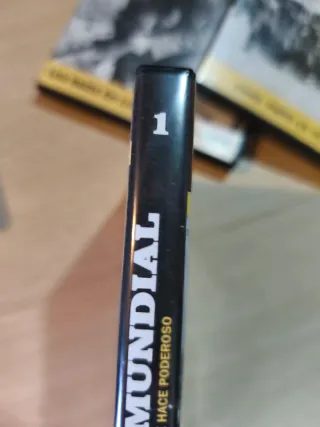 1
MUNDIAL
HACE PODEROSO